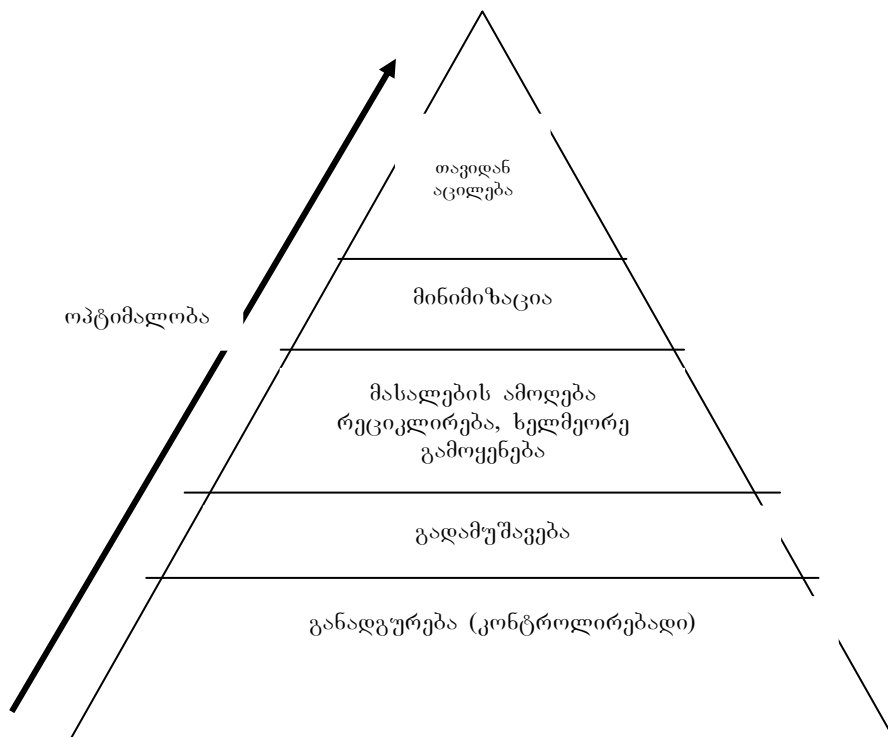 თავიდან
აცილება
მინიმიზაცია
ოპტიმალობა
მასალების ამოღება
რეციკლირება, ხელმეორე
გამოყენება
გადამუშავება
განადგურება (კონტროლირებადი)